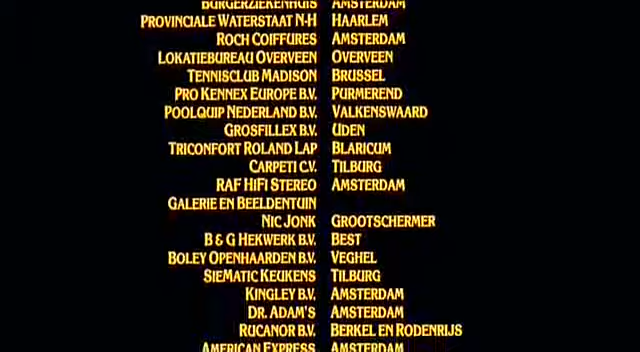 BURGERZIEKENHUIS AMSTERDAM
PROVINCIALE WATERSTAAT N-H HAARLEM
ROCH COIFFURES AMSTERDAM
LOKATIEBUREAU OVERVEEN OVERVEEN
TENNISCLUB MADISON BRUSSEL
PRO KENNEX EUROPE B.V. PURMEREND
POOLQUIP NEDERLAND B.V. VALKENSWAARD
GROSFILLEX B.V. UDEN
TRICONFORT ROLAND LAP BLARICUM
CARPETI C.V. TILBURG
RAF HIFI STEREO AMSTERDAM
GALERIE EN BEELDENTUIN
NIC JONK GROOTSCHERMER
B & G HEKWERK B.V. BEST
BOLEY OPENHAARDEN B.V. VEGHEL
SIEMATIC KEUKENS TILBURG
KINGLEY B.V. AMSTERDAM
DR. ADAM'S AMSTERDAM
RUCANOR B.V. BERKEL EN RODENRIJS
AMERICAN EXPRESS AMSTERDAM